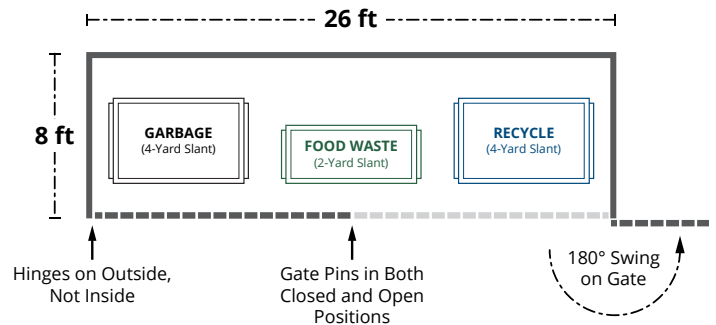 26 ft
8 ft
GARBAGE
(4-Yard Slant)
FOOD WASTE
(2-Yard Slant)
RECYCLE
(4-Yard Slant)
Hinges on Outside,
Not Inside
Gate Pins in Both
Closed and Open
Positions
180° Swing
on Gate